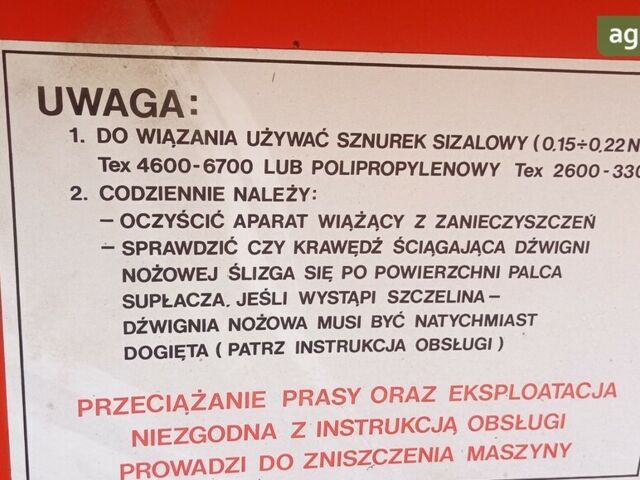 ag
UWAGA:
1. DO WIĄZANIA UŻYWAĆ SZNUREK SIZALOWY (0,15÷0,22N
Tex 4600-6700 LUB POLIPROPYLENOWY Tex 2600-330
2. CODZIENNIE NALEŻY:
– OCZYŚCIĆ APARAT WIĄŻĄCY Z ZANIECZYSZCZEŃ
– SPRAWDZIĆ CZY KRAWĘDŹ ŚCIĄGAJĄCA DŹWIGNI
NOŻOWEJ ŚLIZGA SIĘ PO POWIERZCHNI PALCA
SUPŁACZA. JEŚLI WYSTĄPI SZCZELINA –
DŹWIGNIA NOŻOWA MUSI BYĆ NATYCHMIAST
DOGIĘTA ( PATRZ INSTRUKCJA OBSŁUGI )
PRZECIĄŻANIE PRASY ORAZ EKSPLOATACJA
NIEZGODNA Z INSTRUKCJĄ OBSŁUGI
PROWADZI DO ZNISZCZENIA MASZYNY